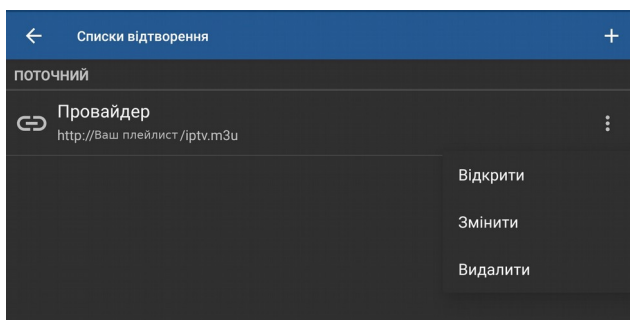 Списки відтворення
ПОТОЧНИЙ
Провайдер
http://Ваш плейлист/iptv.m3u
Відкрити
Змінити
Видалити